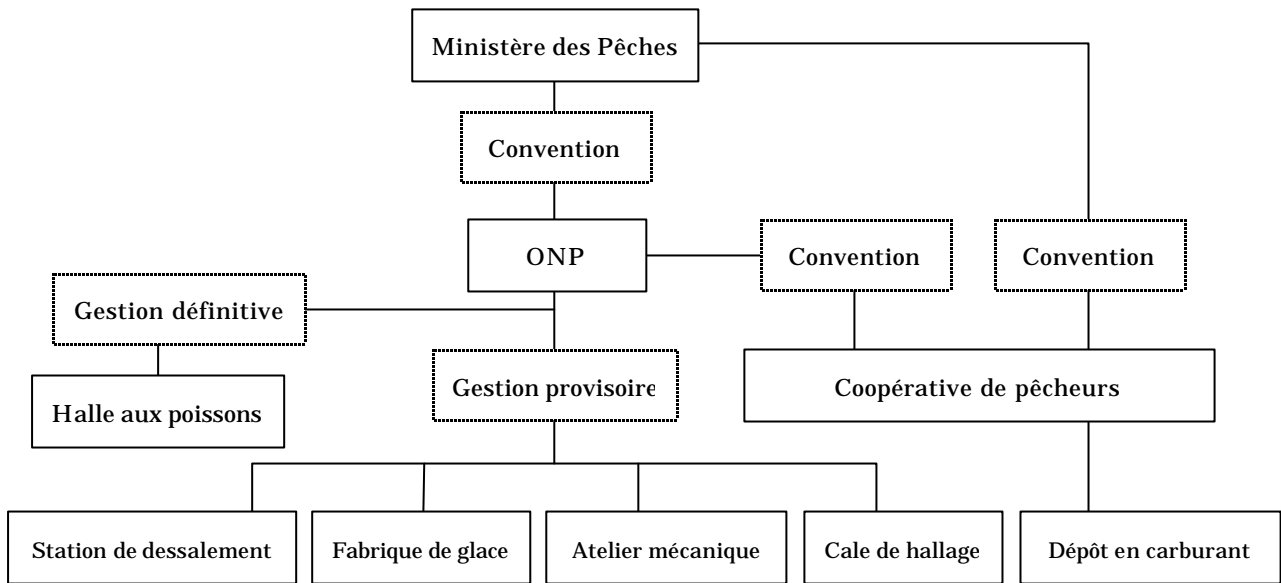 Ministère des Pêches
Convention
ONP
Convention
Convention
Gestion définitive
Gestion provisoire
Coopérative de pêcheurs
Halle aux poissons
Station de dessalement
Fabrique de glace
Atelier mécanique
Cale de hallage
Dépôt en carburant